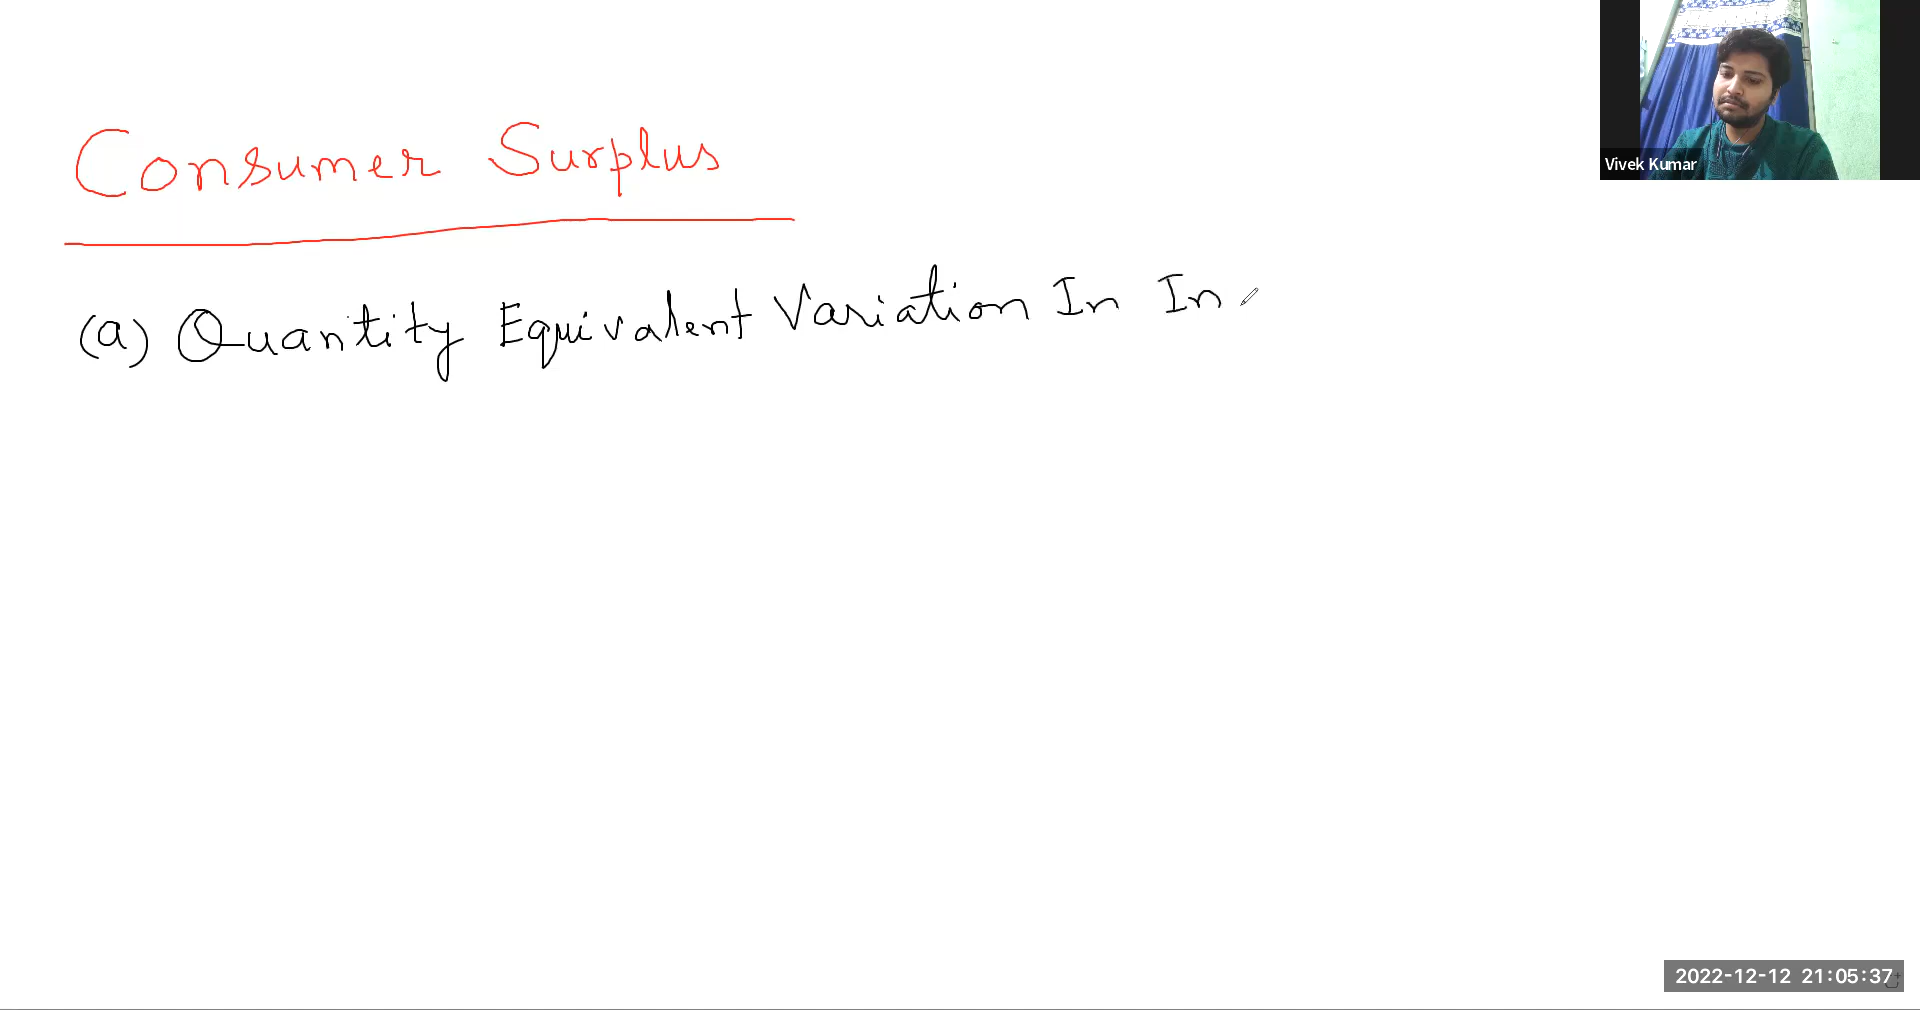 Consumer Surplus
(a) Quantity Equivalent Variation In In
Vivek Kumar
2022-12-12 21:05:37